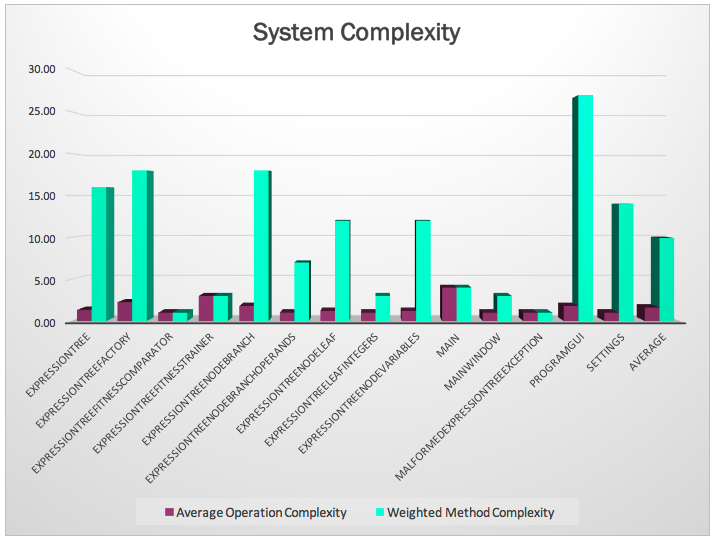 System Complexity
30.00
25.00
20.00
15.00
10.00
5.00
0.00
EXPRESSIONTREE
EXPRESSIONTREEFACTORY
EXPRESSIONTREEFITNESSCOMPARATOR
EXPRESSIONTREEFITNESSTRAINER
EXPRESSIONTREENODEBRANCH
EXPRESSIONTREENODEBRANCHOPERANDS
EXPRESSIONTREENODELEAF
EXPRESSIONTREELEAFINTEGERS
EXPRESSIONTREENODEVARIABLES
MAIN
MAINWINDOW
MALFORMEDEXPRESSIONTREEEXCEPTION
PROGRAMGUI
SETTINGS
AVERAGE
Average Operation Complexity
Weighted Method Complexity